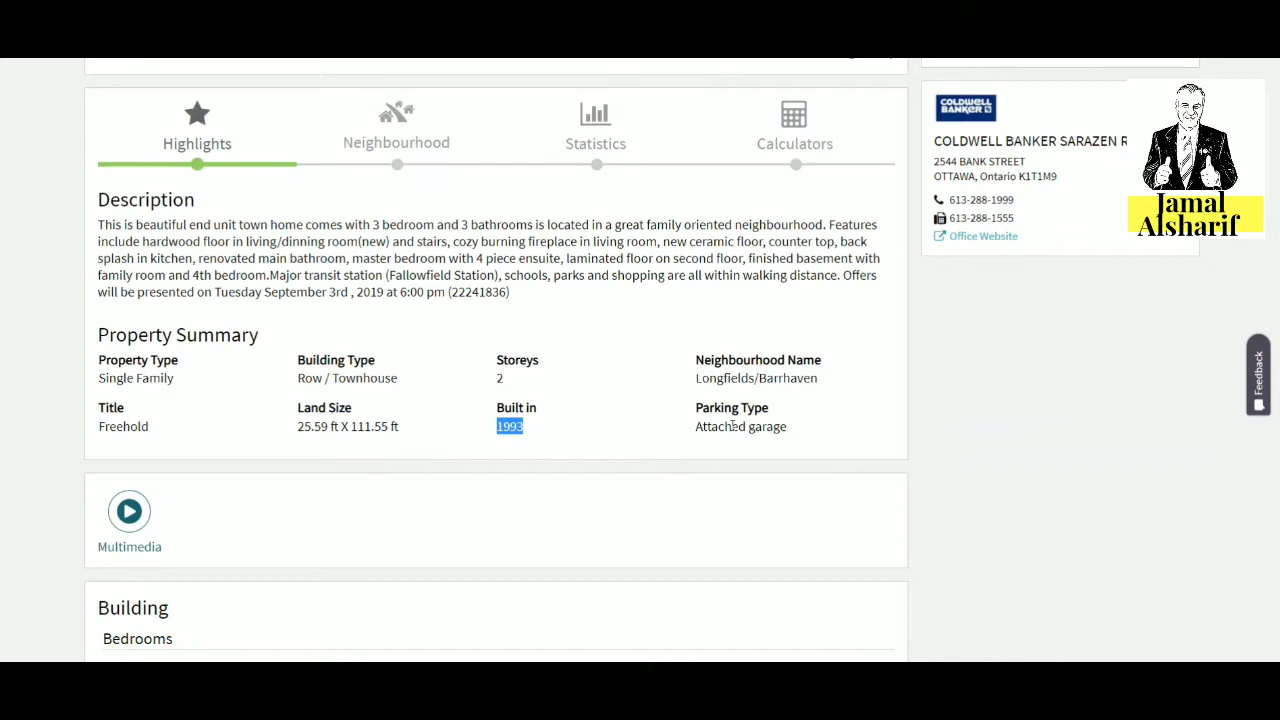 Highlights
Neighbourhood
Statistics
Calculators
Description
This is beautiful end unit town home comes with 3 bedroom and 3 bathrooms is located in a great family oriented neighbourhood. Features
include hardwood floor in living/dinning room(new) and stairs, cozy burning fireplace in living room, new ceramic floor, counter top, back
splash in kitchen, renovated main bathroom, master bedroom with 4 piece ensuite, laminated floor on second floor, finished basement with
family room and 4th bedroom.Major transit station (Fallowfield Station), schools, parks and shopping are all within walking distance. Offers
will be presented on Tuesday September 3rd , 2019 at 6:00 pm (22241836)
Property Summary
Property Type
Building Type
Storeys
Neighbourhood Name
Single Family
Row / Townhouse
2
Longfields/Barrhaven
Title
Land Size
Built in
Parking Type
Freehold
25.59 ft X 111.55 ft
1993
Attached garage
Multimedia
Building
Bedrooms
COLDWELL
BANKER
COLDWELL BANKER SARAZEN R
2544 BANK STREET
OTTAWA, Ontario K1T1M9
613-288-1999
613-288-1555
Office Website
Jamal
Alsharif
Feedback